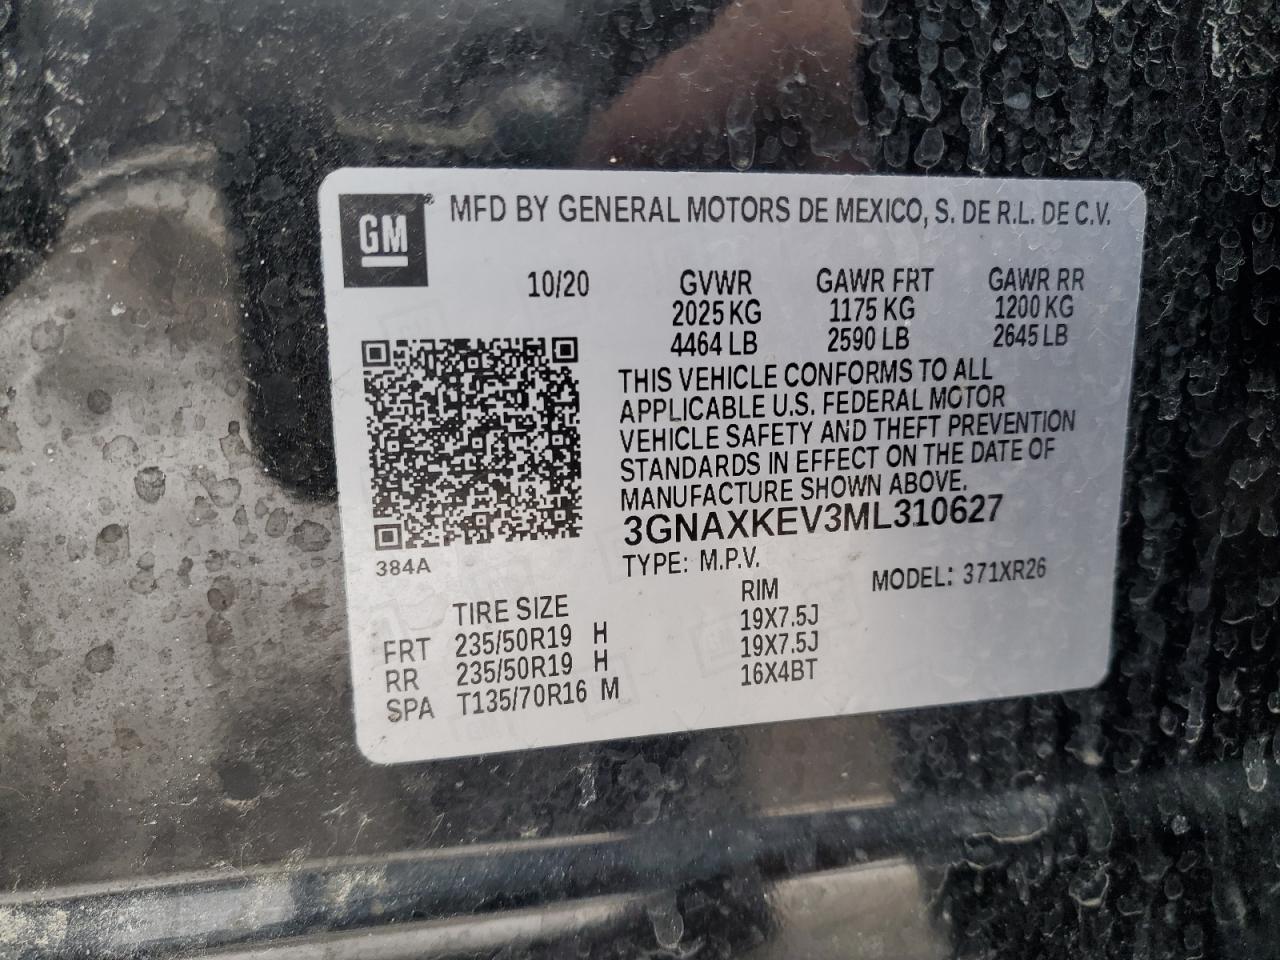 GM® MFD BY GENERAL MOTORS DE MEXICO, S. DE R.L. DE C.V.
10/20 GVWR GAWR FRT GAWR RR
2025 KG 1175 KG 1200 KG
4464 LB 2590 LB 2645 LB
THIS VEHICLE CONFORMS TO ALL
APPLICABLE U.S. FEDERAL MOTOR
VEHICLE SAFETY AND THEFT PREVENTION
STANDARDS IN EFFECT ON THE DATE OF
MANUFACTURE SHOWN ABOVE.
3GNAXKEV3ML310627
384A
TYPE: M.P.V. MODEL: 371XR26
TIRE SIZE RIM
FRT 235/50R19 H 19X7.5J
RR 235/50R19 H 19X7.5J
SPA T135/70R16 M 16X4BT